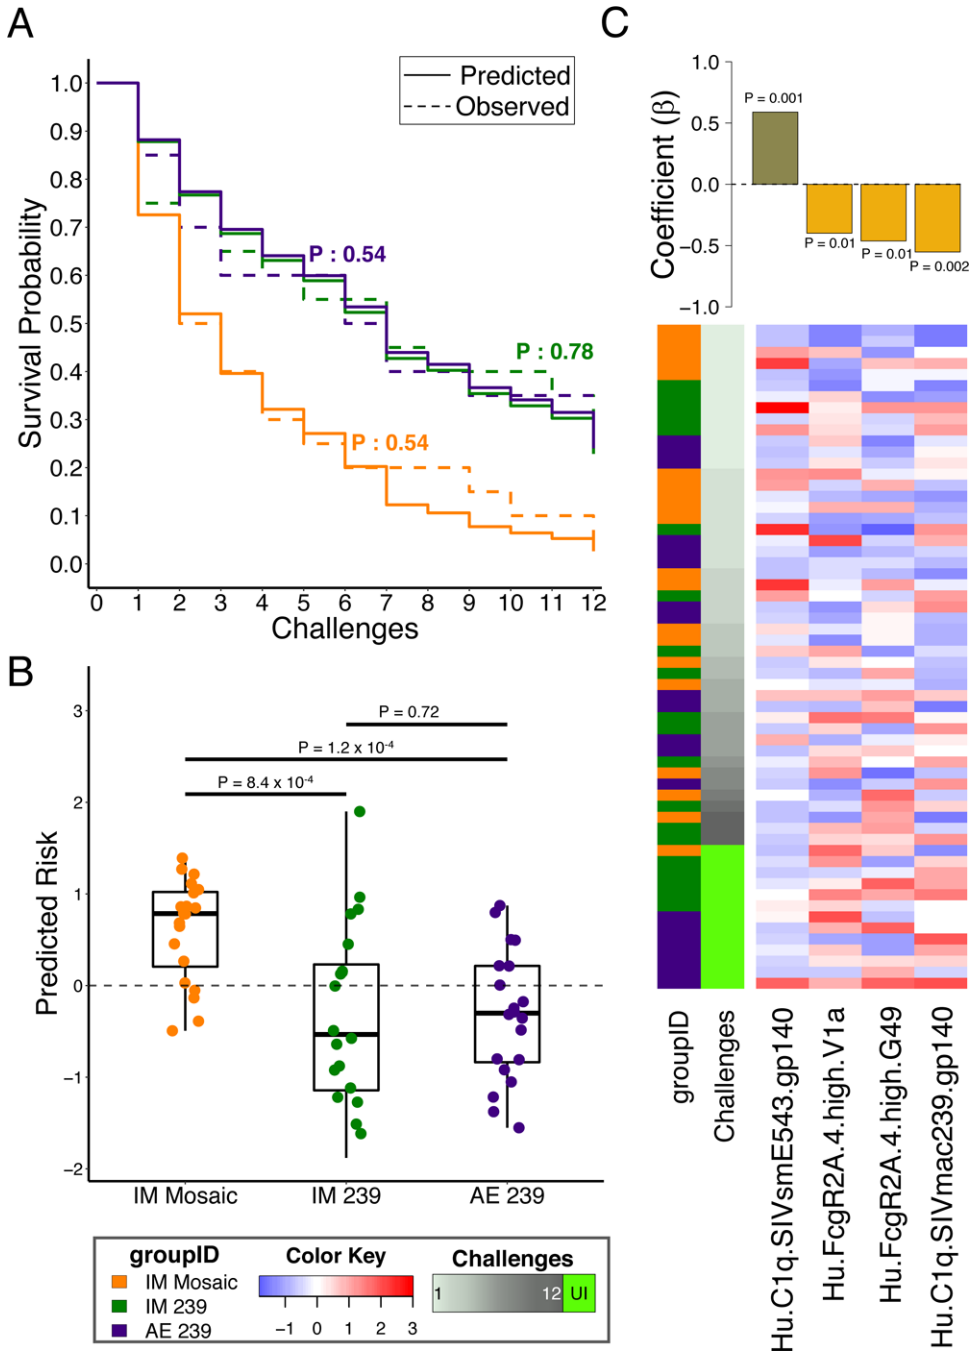 A
Survival Probability
1.0
0.9
0.8
0.7
0.6
0.5
0.4
0.3
0.2
0.1
0.0
Predicted
Observed
P : 0.54
P : 0.78
P : 0.54
0 1 2 3 4 5 6 7 8 9 10 11 12
Challenges
B
Predicted Risk
3
2
1
0
−1
−2
P = 0.72
P = 1.2 x 10⁻⁴
P = 8.4 x 10⁻⁴
IM Mosaic IM 239 AE 239
C
Coefficient (β)
1.0
0.5
0.0
−0.5
−1.0
P = 0.001
P = 0.01
P = 0.01
P = 0.002
groupID
Challenges
Hu.C1q.SIVsmE543.gp140
Hu.FcgR2A.4.high.V1a
Hu.FcgR2A.4.high.G49
Hu.C1q.SIVmac239.gp140
groupID
IM Mosaic
IM 239
AE 239
Color Key
−1 0 1 2 3
Challenges
1 12 UI